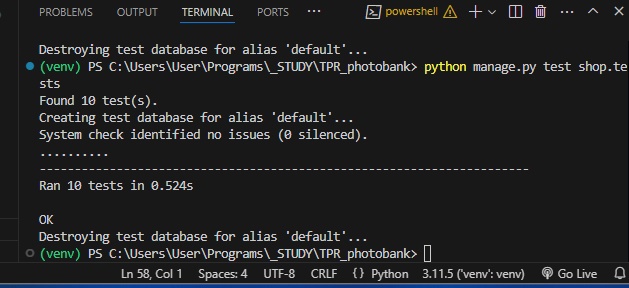 PROBLEMS OUTPUT TERMINAL PORTS ... powershell
Destroying test database for alias 'default'...
(venv) PS C:\Users\User\Programs\_STUDY\TPR_photobank> python manage.py test shop.te
sts
Found 10 test(s).
Creating test database for alias 'default'...
System check identified no issues (0 silenced).
..........
----------------------------------------------------------------------
Ran 10 tests in 0.524s
OK
Destroying test database for alias 'default'...
(venv) PS C:\Users\User\Programs\_STUDY\TPR_photobank>
Ln 58, Col 1 Spaces: 4 UTF-8 CRLF {} Python 3.11.5 ('venv': venv) Go Live